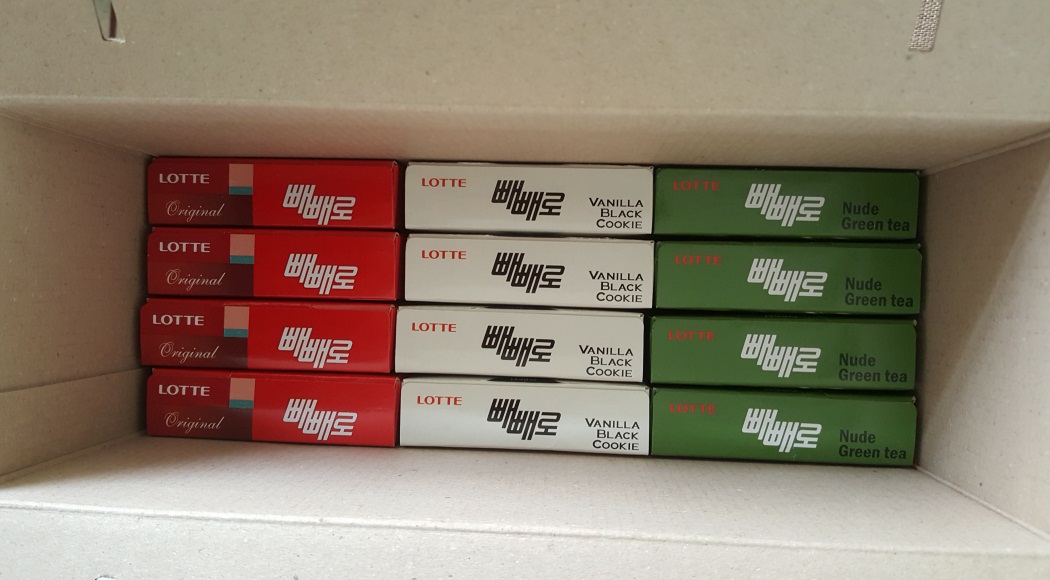 LOTTE
Original
빼빼로
LOTTE
빼빼로
VANILLA
BLACK
COOKIE
LOTTE
빼빼로
Nude
Green tea
LOTTE
Original
빼빼로
LOTTE
빼빼로
VANILLA
BLACK
COOKIE
LOTTE
빼빼로
Nude
Green tea
LOTTE
Original
빼빼로
LOTTE
빼빼로
VANILLA
BLACK
COOKIE
LOTTE
빼빼로
Nude
Green tea
LOTTE
Original
빼빼로
LOTTE
빼빼로
VANILLA
BLACK
COOKIE
LOTTE
빼빼로
Nude
Green tea